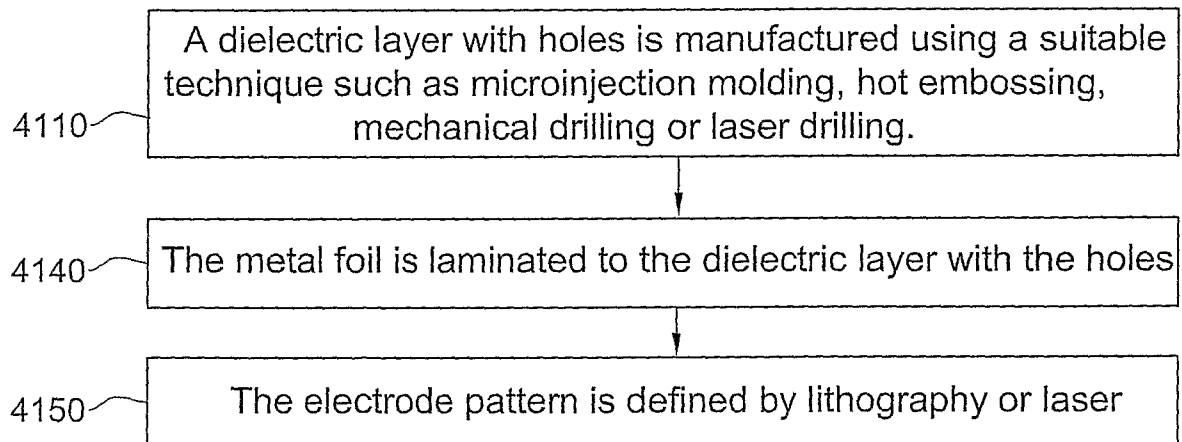 A dielectric layer with holes is manufactured using a suitable
technique such as microinjection molding, hot embossing,
4110
mechanical drilling or laser drilling.
4140
The metal foil is laminated to the dielectric layer with the holes
4150
The electrode pattern is defined by lithography or laser